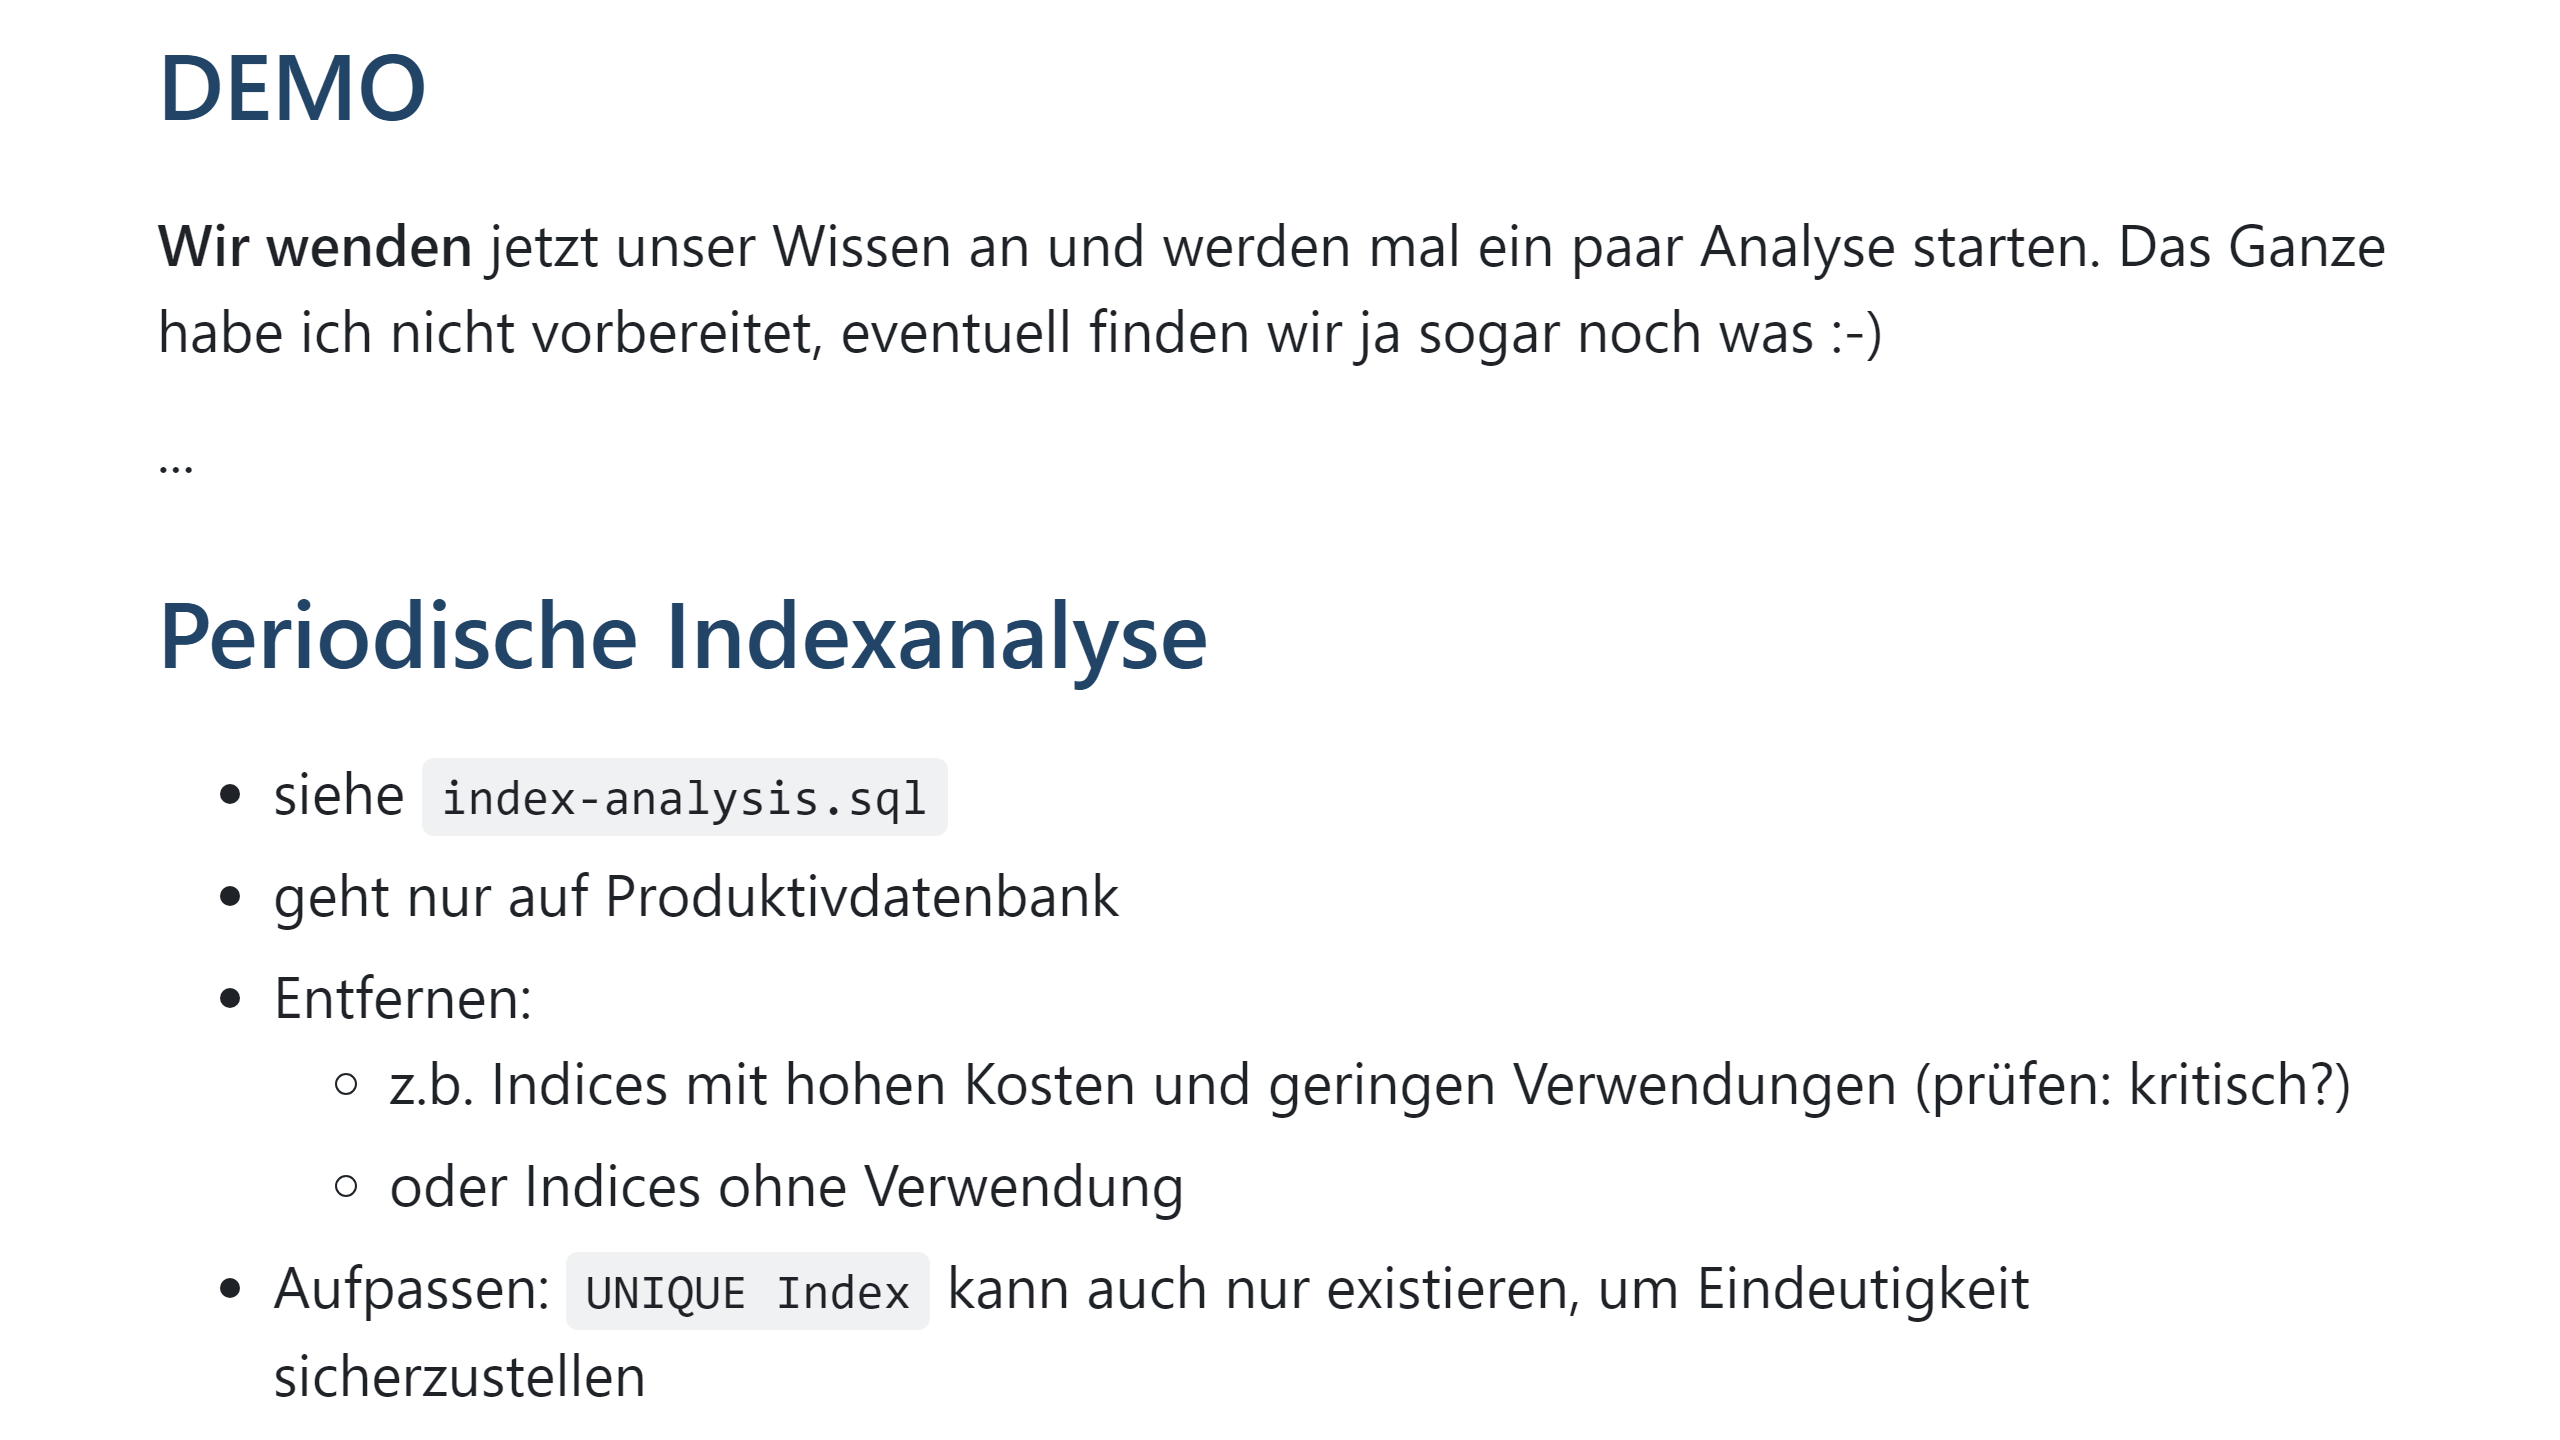 DEMO
Wir wenden jetzt unser Wissen an und werden mal ein paar Analyse starten. Das Ganze
habe ich nicht vorbereitet, eventuell finden wir ja sogar noch was :-)
...
Periodische Indexanalyse
siehe index-analysis.sql
geht nur auf Produktivdatenbank
Entfernen:
z.b. Indices mit hohen Kosten und geringen Verwendungen (prüfen: kritisch?)
oder Indices ohne Verwendung
Aufpassen: UNIQUE Index kann auch nur existieren, um Eindeutigkeit
sicherzustellen